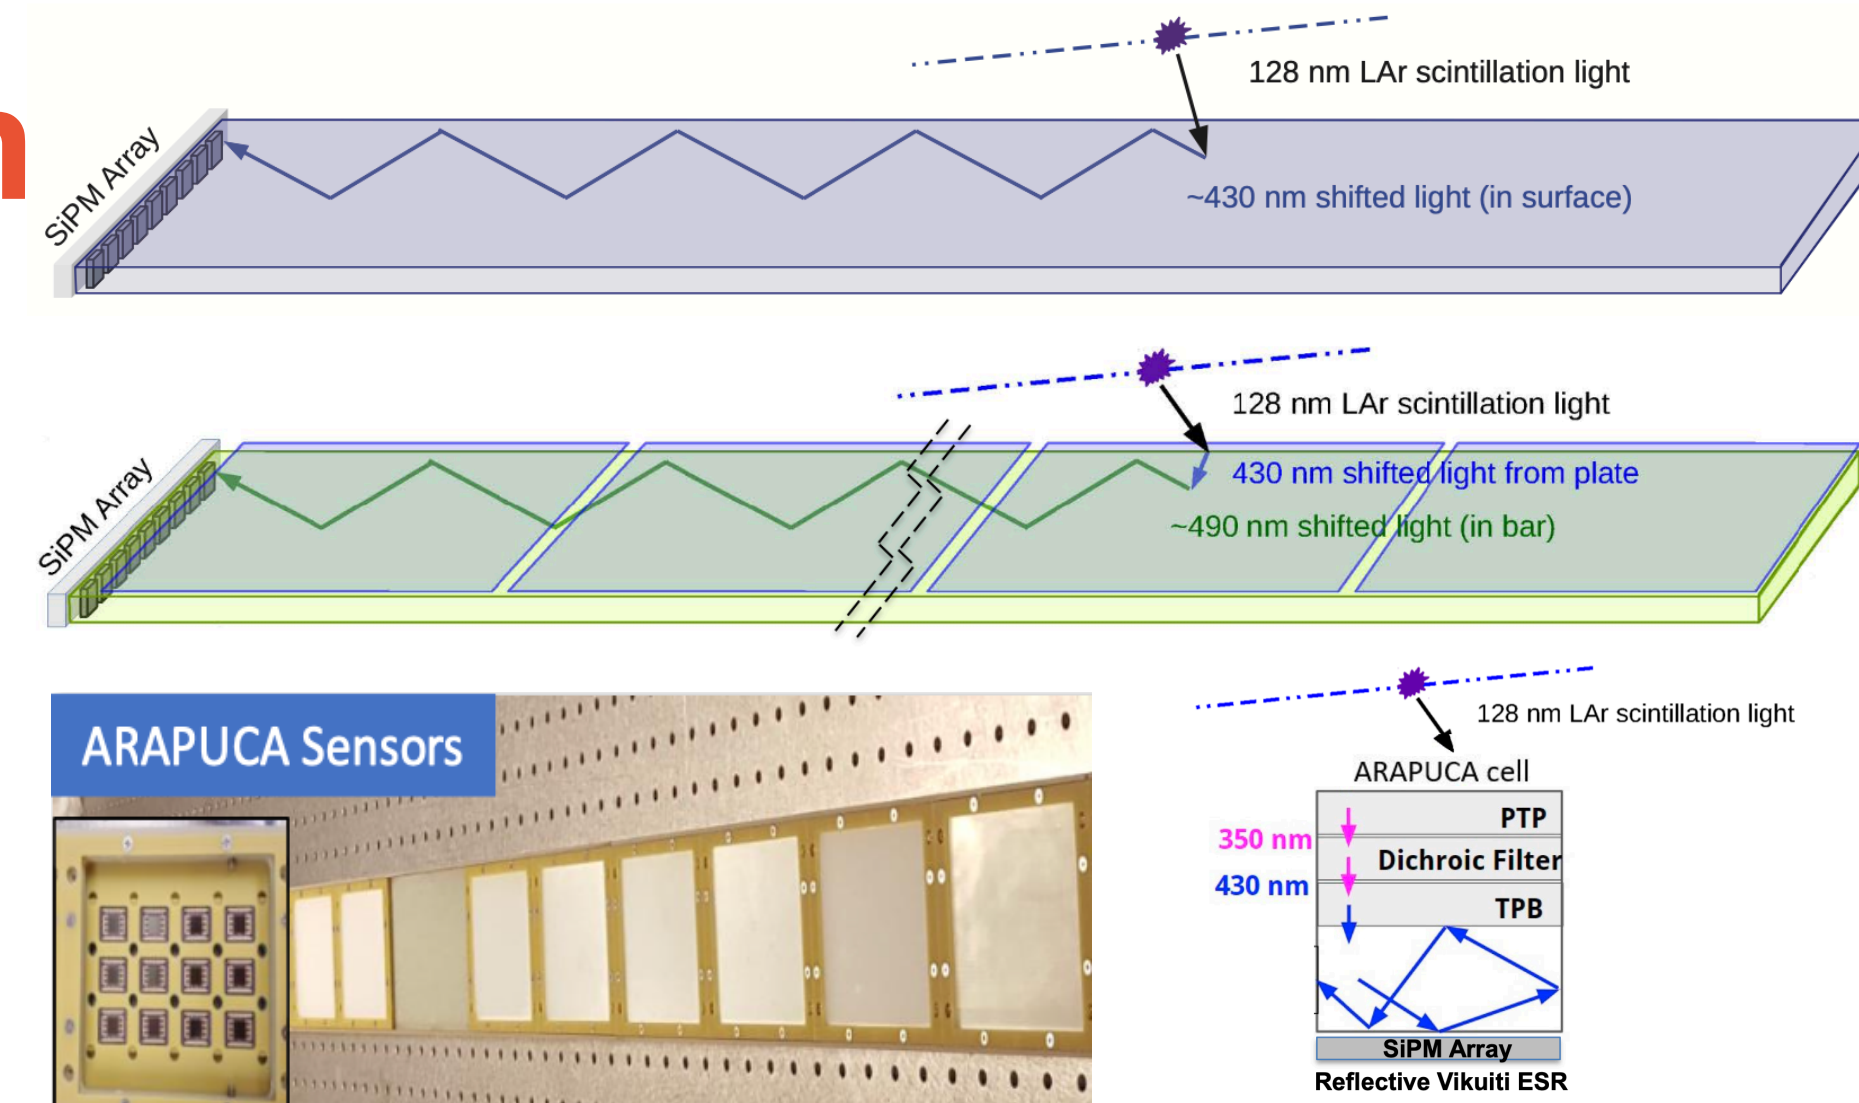 n
128 nm LAr scintillation light
SiPM Array
~430 nm shifted light (in surface)
128 nm LAr scintillation light
SiPM Array
430 nm shifted light from plate
~490 nm shifted light (in bar)
ARAPUCA Sensors
128 nm LAr scintillation light
ARAPUCA cell
PTP
350 nm
Dichroic Filter
430 nm
TPB
SiPM Array
Reflective Vikuiti ESR